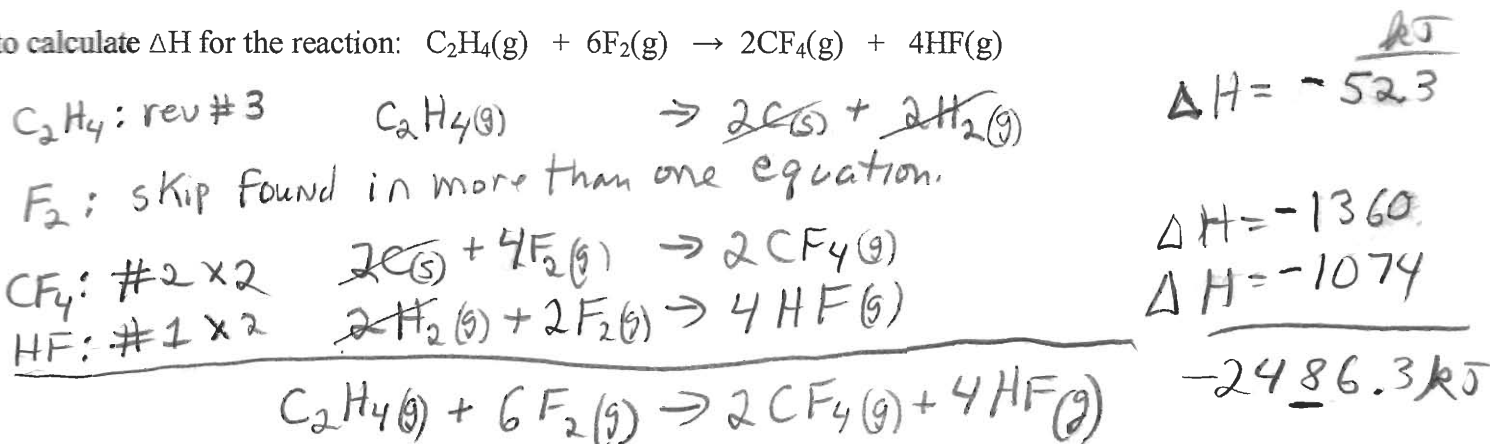 to calculate ΔH for the reaction: C₂H₄(g) + 6F₂(g) → 2CF₄(g) + 4HF(g)
kJ
C₂H₄: rev #3 C₂H₄(g) → 2C(s) + 2H₂(g) ΔH = -52.3
F₂: skip found in more than one equation.
CF₄: #2 x2 2C(s) + 4F₂(g) → 2CF₄(g) ΔH = -1360
HF: #1 x2 2H₂(g) + 2F₂(g) → 4HF(g) ΔH = -1074
C₂H₄(g) + 6F₂(g) → 2CF₄(g) + 4HF(g) -2486.3 kJ